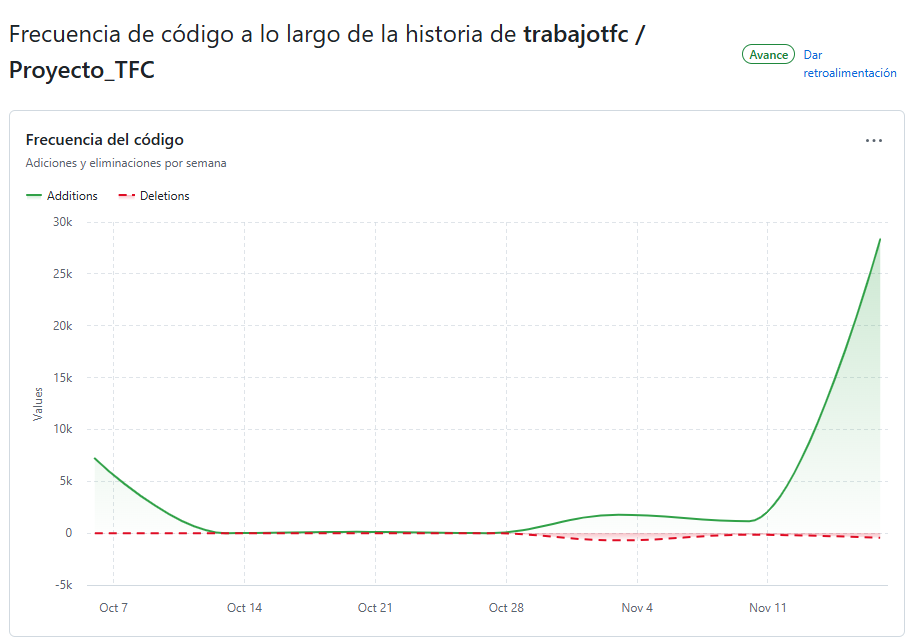 Frecuencia de código a lo largo de la historia de trabajotfc /
Proyecto_TFC
Avance
Dar
retroalimentación
Frecuencia del código
Adiciones y eliminaciones por semana
Additions
Deletions
30k
25k
20k
15k
10k
5k
0
-5k
Values
Oct 7
Oct 14
Oct 21
Oct 28
Nov 4
Nov 11